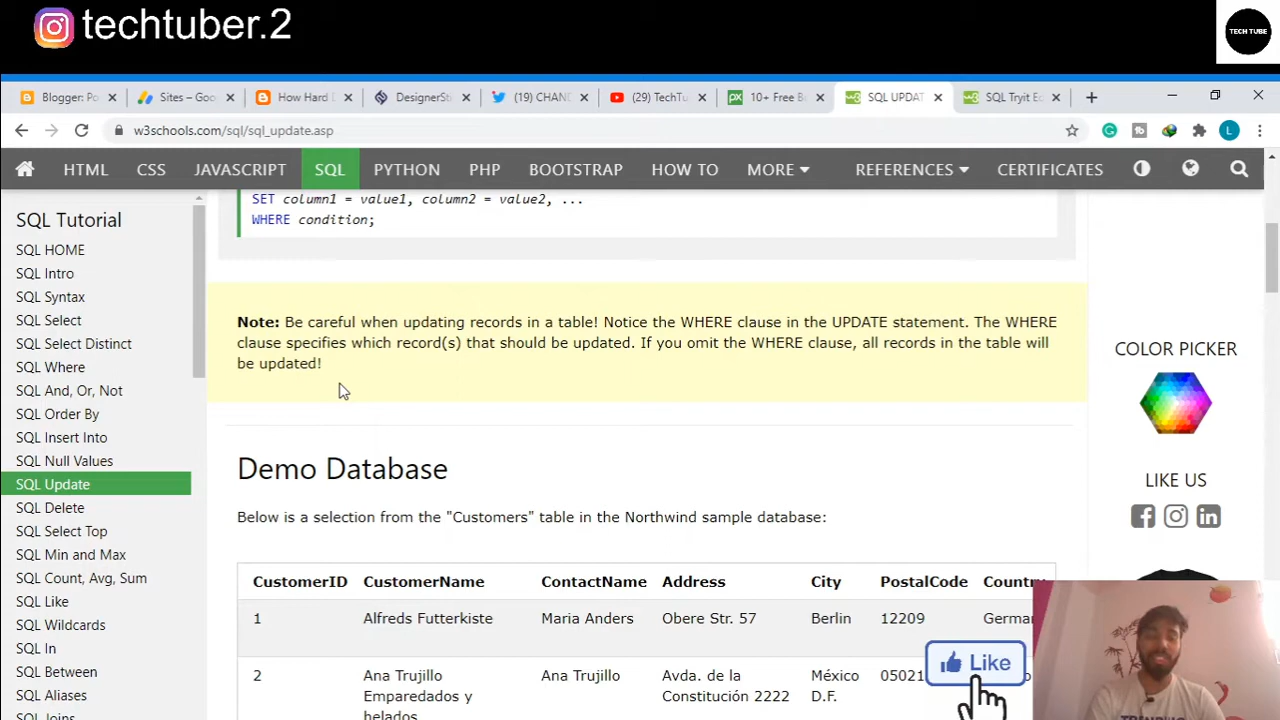 techtuber.2
TECH TUBE
Blogger: Po
Sites – Goo
How Hard
DesignerSt
(19) CHAN
(29) TechTu
10+ Free B
SQL UPDAT
SQL Tryit Ec
w3schools.com/sql/sql_update.asp
L
HTML CSS JAVASCRIPT SQL PYTHON PHP BOOTSTRAP HOW TO MORE REFERENCES CERTIFICATES
SQL Tutorial
SQL HOME
SQL Intro
SQL Syntax
SQL Select
SQL Select Distinct
SQL Where
SQL And, Or, Not
SQL Order By
SQL Insert Into
SQL Null Values
SQL Update
SQL Delete
SQL Select Top
SQL Min and Max
SQL Count, Avg, Sum
SQL Like
SQL Wildcards
SQL In
SQL Between
SQL Aliases
SQL Joins
SET column1 = value1, column2 = value2, ...
WHERE condition;
Note: Be careful when updating records in a table! Notice the WHERE clause in the UPDATE statement. The WHERE
clause specifies which record(s) that should be updated. If you omit the WHERE clause, all records in the table will
be updated!
Demo Database
Below is a selection from the "Customers" table in the Northwind sample database:
CustomerID CustomerName ContactName Address City PostalCode Country
1 Alfreds Futterkiste Maria Anders Obere Str. 57 Berlin 12209 German
2 Ana Trujillo Ana Trujillo Avda. de la México 05021
Emparedados y Constitución 2222 D.F.
helados
COLOR PICKER
LIKE US
Like